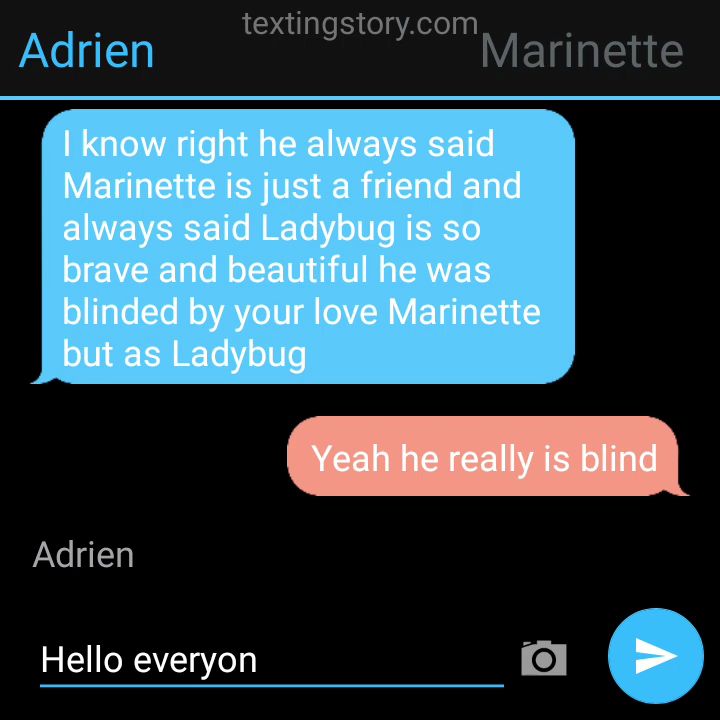 textingstory.com
Adrien
Marinette
I know right he always said
Marinette is just a friend and
always said Ladybug is so
brave and beautiful he was
blinded by your love Marinette
but as Ladybug
Yeah he really is blind
Adrien
Hello everyon